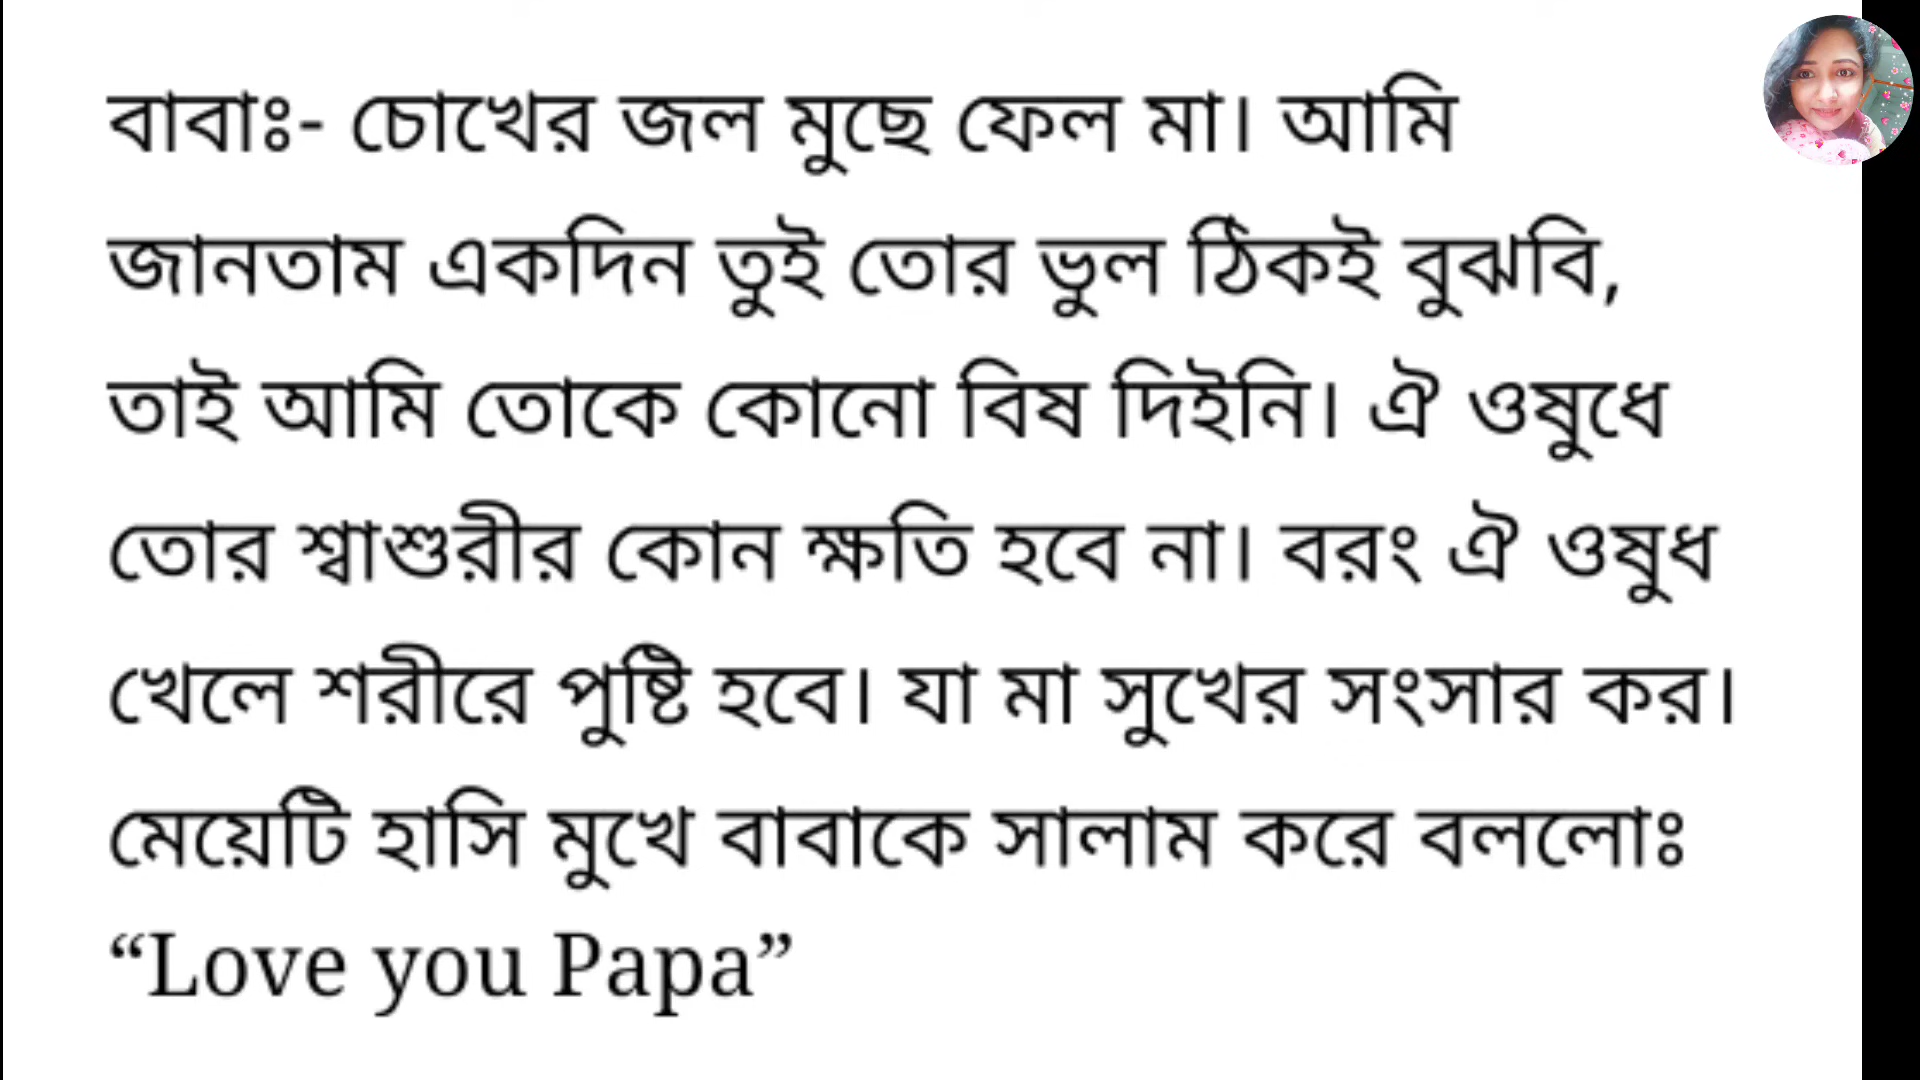 বাবাঃ- চোখের জল মুছে ফেল মা। আমি
জানতাম একদিন তুই তোর ভুল ঠিকই বুঝবি,
তাই আমি তোকে কোনো বিষ দিইনি। ঐ ওষুধে
তোর শ্বাশুরীর কোন ক্ষতি হবে না। বরং ঐ ওষুধ
খেলে শরীরে পুষ্টি হবে। যা মা সুখের সংসার কর।
মেয়েটি হাসি মুখে বাবাকে সালাম করে বললোঃ
“Love you Papa”